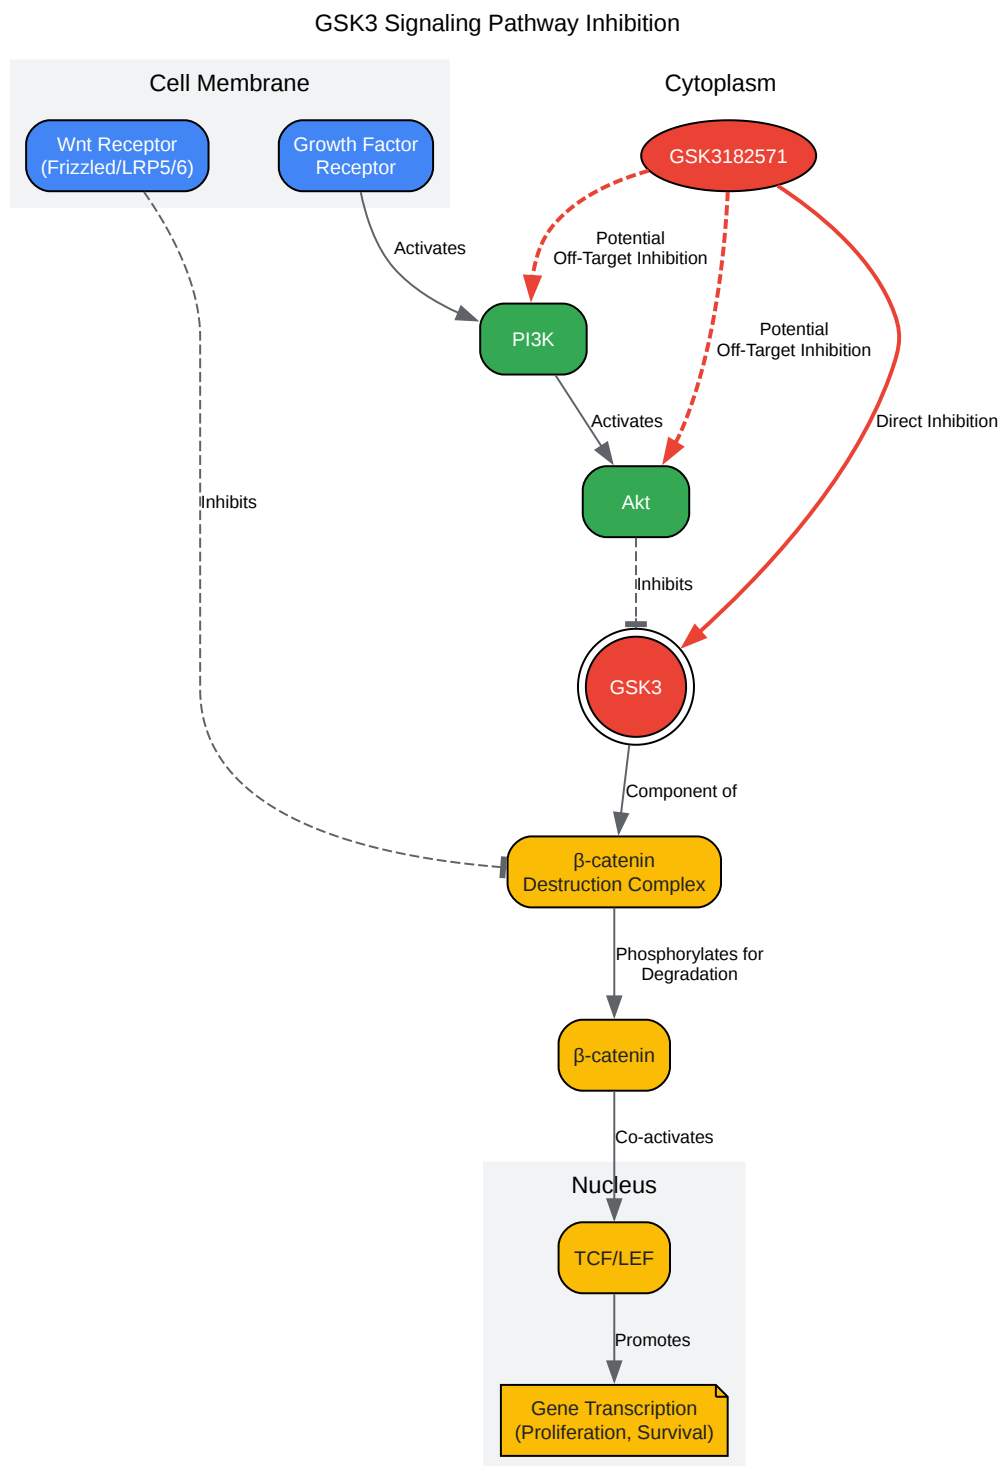 GSK3 Signaling Pathway Inhibition
Cell Membrane
Cytoplasm
Wnt Receptor
(Frizzled/LRP5/6)
Growth Factor
Receptor
GSK3182571
Activates
Potential
Off-Target Inhibition
PI3K
Potential
Off-Target Inhibition
Activates
Direct Inhibition
Akt
Inhibits
Inhibits
GSK3
Component of
β-catenin
Destruction Complex
Phosphorylates for
Degradation
β-catenin
Co-activates
Nucleus
TCF/LEF
Promotes
Gene Transcription
(Proliferation, Survival)